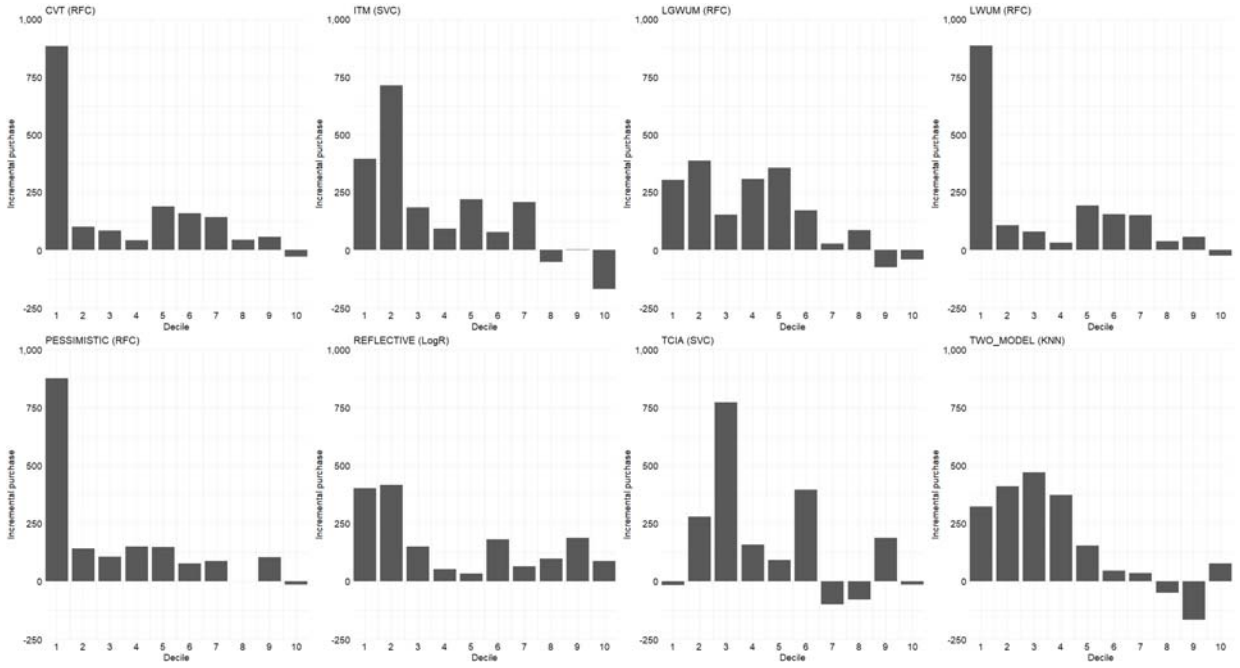 CVT (RFC)
1,000
750
500
250
0
-250
Incremental purchase
1 2 3 4 5 6 7 8 9 10
Decile
ITM (SVC)
1,000
750
500
250
0
-250
Incremental purchase
1 2 3 4 5 6 7 8 9 10
Decile
LGWUM (RFC)
1,000
750
500
250
0
-250
Incremental purchase
1 2 3 4 5 6 7 8 9 10
Decile
LWUM (RFC)
1,000
750
500
250
0
-250
Incremental purchase
1 2 3 4 5 6 7 8 9 10
Decile
PESSIMISTIC (RFC)
1,000
750
500
250
0
-250
Incremental purchase
1 2 3 4 5 6 7 8 9 10
Decile
REFLECTIVE (LogR)
1,000
750
500
250
0
-250
Incremental purchase
1 2 3 4 5 6 7 8 9 10
Decile
TCIA (SVC)
1,000
750
500
250
0
-250
Incremental purchase
1 2 3 4 5 6 7 8 9 10
Decile
TWO_MODEL (KNN)
1,000
750
500
250
0
-250
Incremental purchase
1 2 3 4 5 6 7 8 9 10
Decile